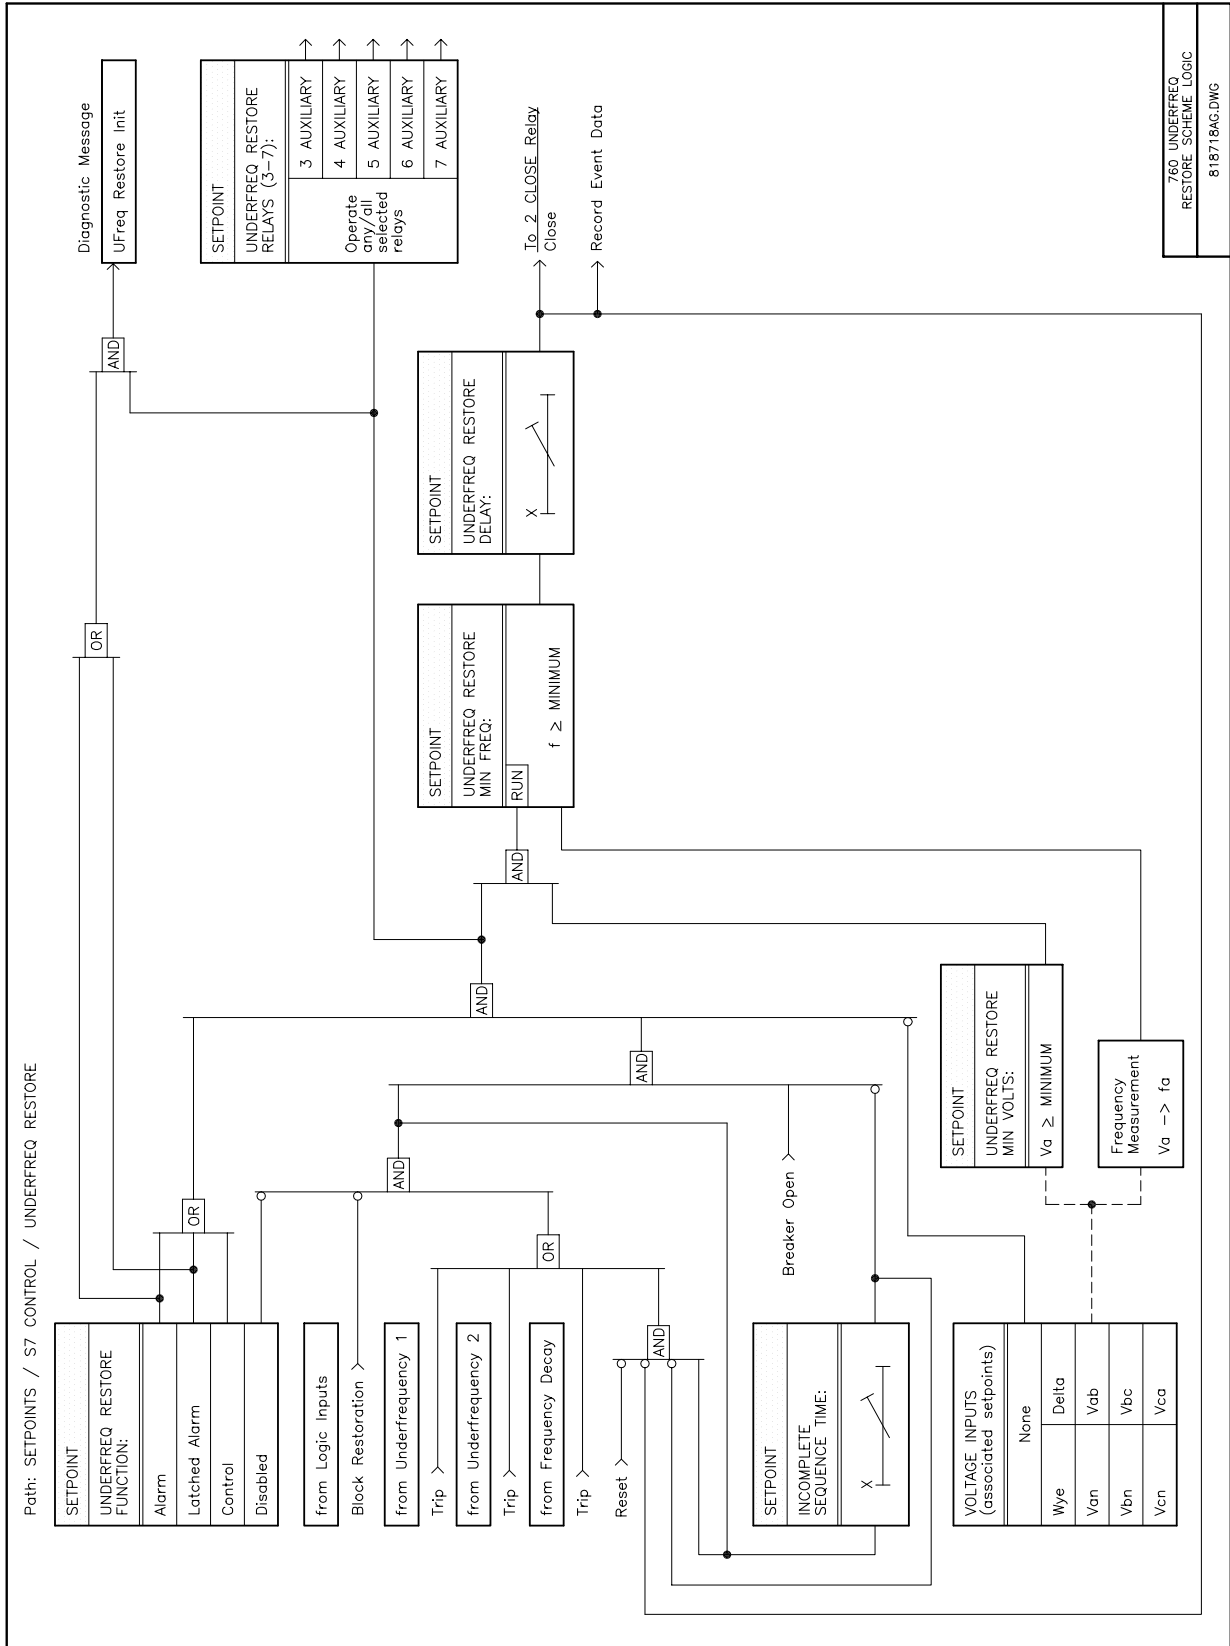 Path: SETPOINTS / S7 CONTROL / UNDERFREQ RESTORE
SETPOINT
UNDERFREQ RESTORE
FUNCTION:
Alarm
Latched Alarm
Control
Disabled
from Logic Inputs
Block Restoration
from Underfrequency 1
Trip
from Underfrequency 2
Trip
from Frequency Decay
Trip
Reset
SETPOINT
INCOMPLETE
SEQUENCE TIME:
X
VOLTAGE INPUTS
(associated setpoints)
None
Wye Delta
Van Vab
Vbn Vbc
Vcn Vca
OR
AND
OR
AND
Breaker Open
AND
AND
SETPOINT
UNDERFREQ RESTORE
MIN VOLTS:
Va ≥ MINIMUM
Frequency
Measurement
Va -> fa
AND
OR
SETPOINT
UNDERFREQ RESTORE
MIN FREQ:
RUN
f ≥ MINIMUM
SETPOINT
UNDERFREQ RESTORE
DELAY:
X
AND
Diagnostic Message
UFreq Restore Init
SETPOINT
UNDERFREQ RESTORE
RELAYS (3-7):
Operate
any/all
selected
relays
3 AUXILIARY
4 AUXILIARY
5 AUXILIARY
6 AUXILIARY
7 AUXILIARY
To 2 CLOSE Relay
Close
Record Event Data
760 UNDERFREQ
RESTORE SCHEME LOGIC
818718AG.DWG